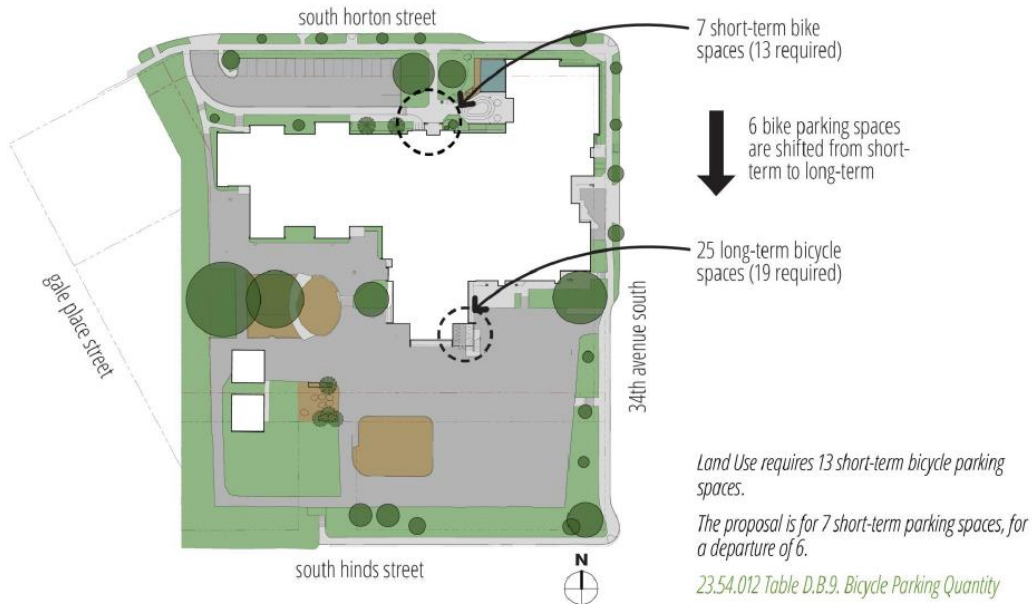 south horton street
7 short-term bike
spaces (13 required)
6 bike parking spaces
are shifted from short-
term to long-term
25 long-term bicycle
spaces (19 required)
gale place street
34th avenue south
south hinds street
N
Land Use requires 13 short-term bicycle parking
spaces.
The proposal is for 7 short-term parking spaces, for
a departure of 6.
23.54.012 Table D.B.9. Bicycle Parking Quantity